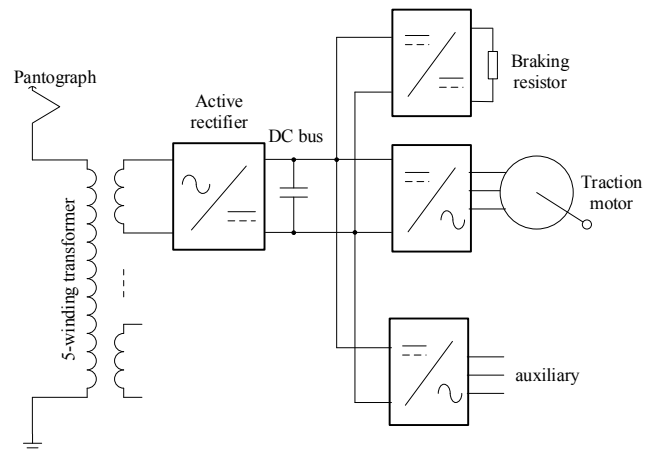 Pantograph
5-winding transformer
Active
rectifier
DC bus
Braking
resistor
Traction
motor
auxiliary